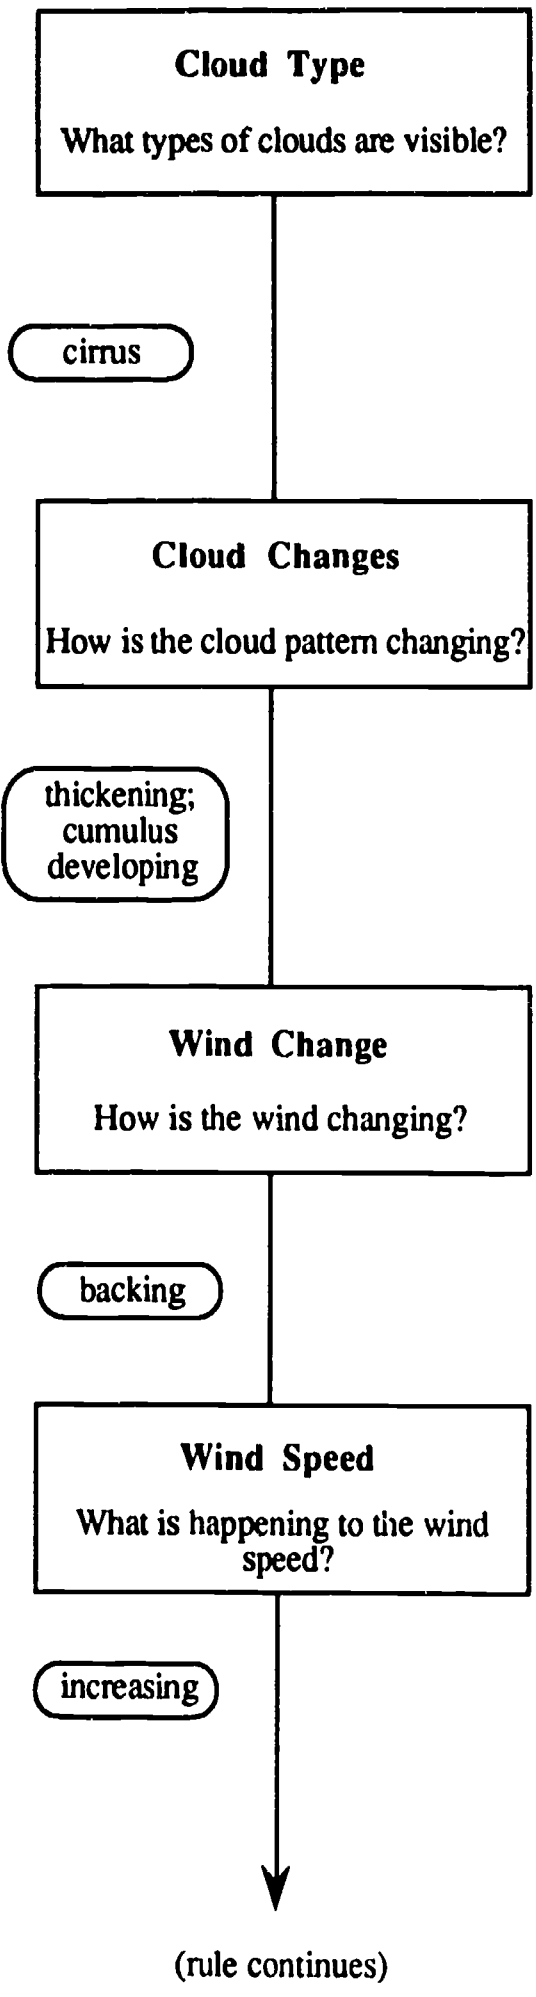 Cloud Type
What types of clouds are visible?
cirrus
Cloud Changes
How is the cloud pattern changing?
thickening;
cumulus
developing
Wind Change
How is the wind changing?
backing
Wind Speed
What is happening to the wind
speed?
increasing
(rule continues)